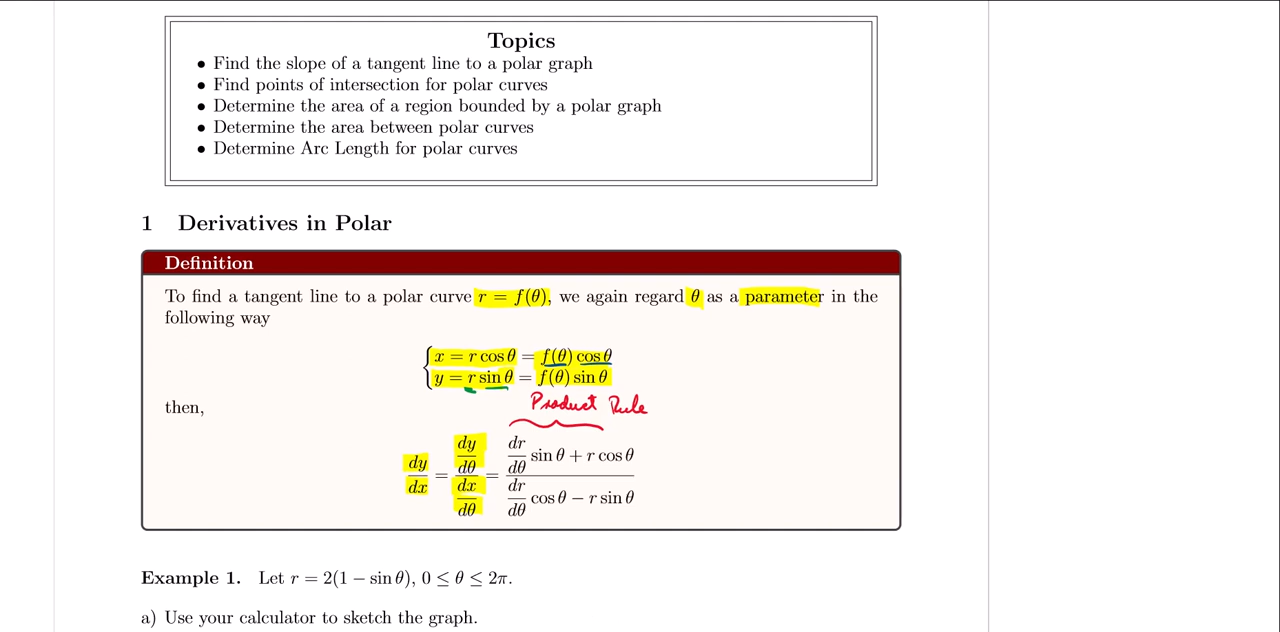 Topics
• Find the slope of a tangent line to a polar graph
• Find points of intersection for polar curves
• Determine the area of a region bounded by a polar graph
• Determine the area between polar curves
• Determine Arc Length for polar curves
1 Derivatives in Polar
Definition
To find a tangent line to a polar curve r = f(θ), we again regard θ as a parameter in the
following way
{ x = r cos θ = f(θ) cos θ
y = r sin θ = f(θ) sin θ
then,
Product Rule
dy/dx = (dy/dθ)/(dx/dθ) = (dr/dθ sin θ + r cos θ)/(dr/dθ cos θ − r sin θ)
Example 1. Let r = 2(1 − sin θ), 0 ≤ θ ≤ 2π.
a) Use your calculator to sketch the graph.